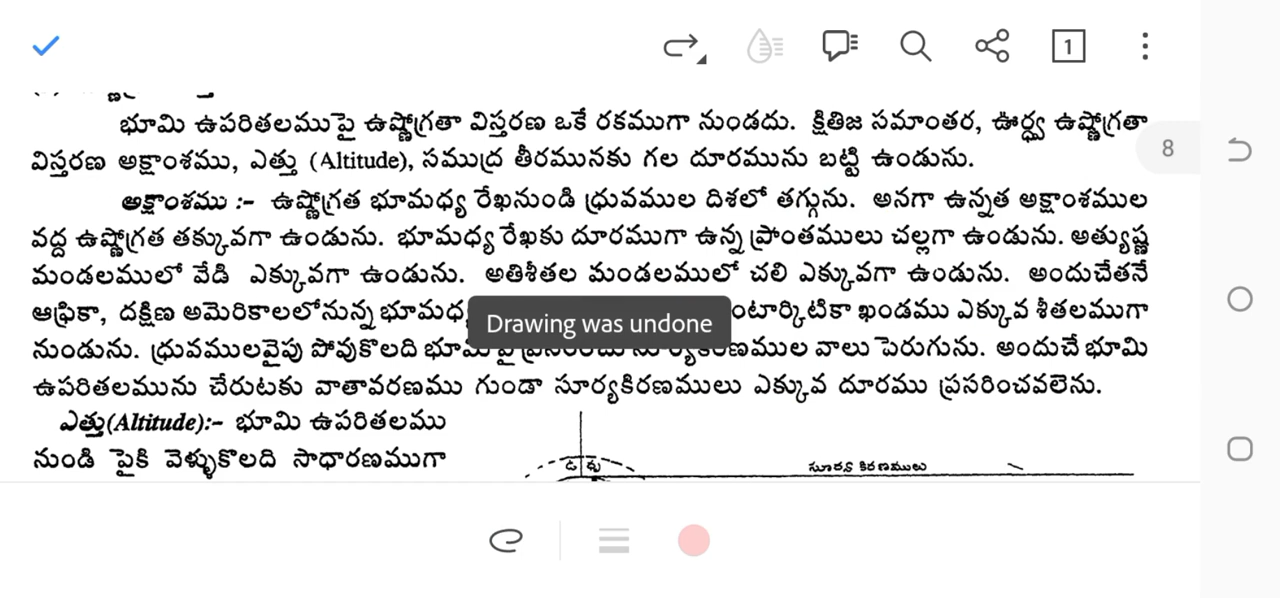 1
8
భూమి ఉపరితలముపై ఉష్ణోగ్రతా విస్తరణ ఒకే రకముగా నుండదు. క్షితిజ సమాంతర, ఊర్ధ్వ ఉష్ణోగ్రతా
విస్తరణ అక్షాంశము, ఎత్తు (Altitude), సముద్ర తీరమునకు గల దూరమును బట్టి ఉండును.
అక్షాంశము :- ఉష్ణోగ్రత భూమధ్య రేఖనుండి ధ్రువముల దిశలో తగ్గును. అనగా ఉన్నత అక్షాంశముల
వద్ద ఉష్ణోగ్రత తక్కువగా ఉండును. భూమధ్య రేఖకు దూరముగా ఉన్న ప్రాంతములు చల్లగా ఉండును. అత్యుష్ణ
మండలములో వేడి ఎక్కువగా ఉండును. అతిశీతల మండలములో చలి ఎక్కువగా ఉండును. అందుచేతనే
ఆఫ్రికా, దక్షిణ అమెరికాలలోనున్న భూమధ ంటార్కిటికా ఖండము ఎక్కువ శీతలముగా
Drawing was undone
నుండును. ధ్రువములవైపు పోవుకొలది వాలు పెరుగును. అందుచే భూమి
ఉపరితలమును చేరుటకు వాతావరణము గుండా సూర్యకిరణములు ఎక్కువ దూరము ప్రసరించవలెను.
ఎత్తు(Altitude):- భూమి ఉపరితలము
నుండి పైకి వెళ్ళుకొలది సాధారణముగా
సూర్య కిరణములు